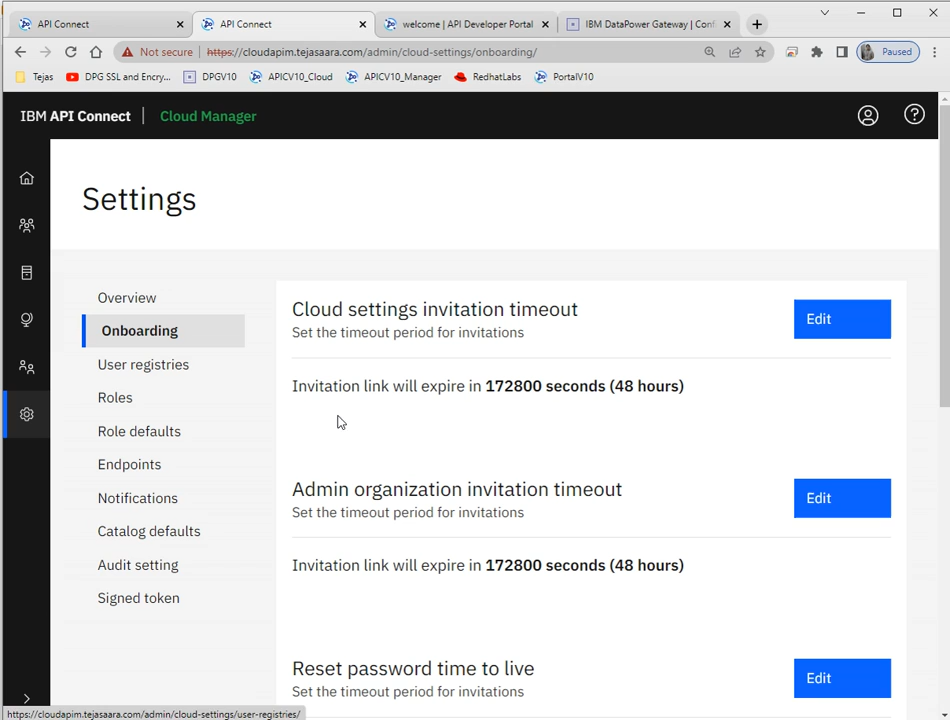 API Connect
API Connect
welcome | API Developer Portal
IBM DataPower Gateway | Confi
Not secure
https://cloudapim.tejasaara.com/admin/cloud-settings/onboarding/
Paused
Tejas
DPG SSL and Encry...
DPGV10
APICV10_Cloud
APICV10_Manager
RedhatLabs
PortalV10
IBM API Connect
Cloud Manager
Settings
Overview
Onboarding
User registries
Roles
Role defaults
Endpoints
Notifications
Catalog defaults
Audit setting
Signed token
Cloud settings invitation timeout
Set the timeout period for invitations
Edit
Invitation link will expire in 172800 seconds (48 hours)
Admin organization invitation timeout
Set the timeout period for invitations
Edit
Invitation link will expire in 172800 seconds (48 hours)
Reset password time to live
Set the timeout period for invitations
Edit
https://cloudapim.tejasaara.com/admin/cloud-settings/user-registries/